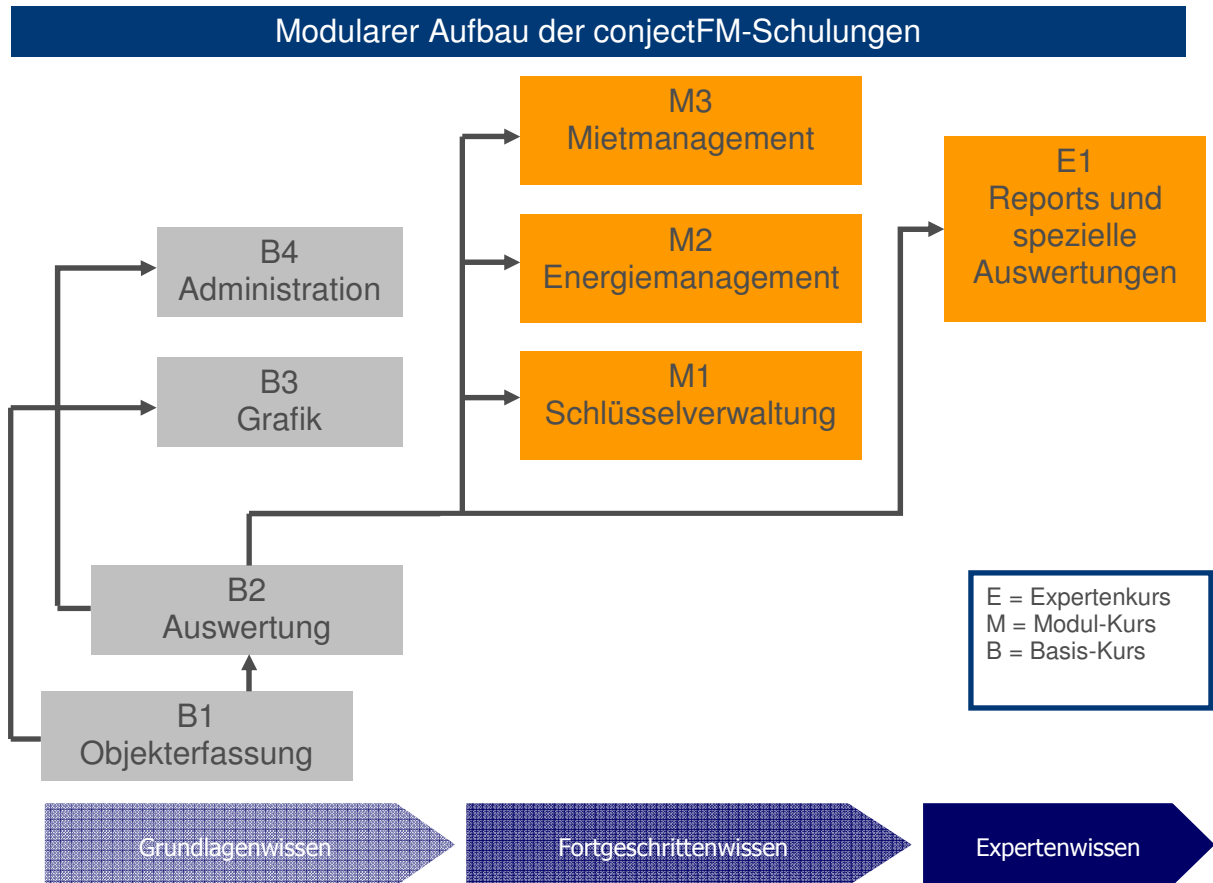 Modularer Aufbau der conjectFM-Schulungen
M3
Mietmanagement
E1
Reports und
spezielle
Auswertungen
B4
Administration
M2
Energiemanagement
B3
Grafik
M1
Schlüsselverwaltung
B2
Auswertung
E = Expertenkurs
M = Modul-Kurs
B = Basis-Kurs
B1
Objekterfassung
Grundlagenwissen
Fortgeschrittenwissen
Expertenwissen